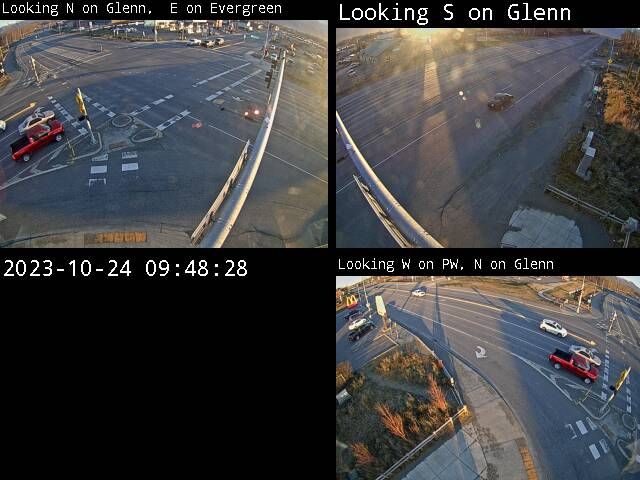 Looking N on Glenn, E on Evergreen
Looking S on Glenn
2023-10-24 09:48:28
Looking W on PW, N on Glenn